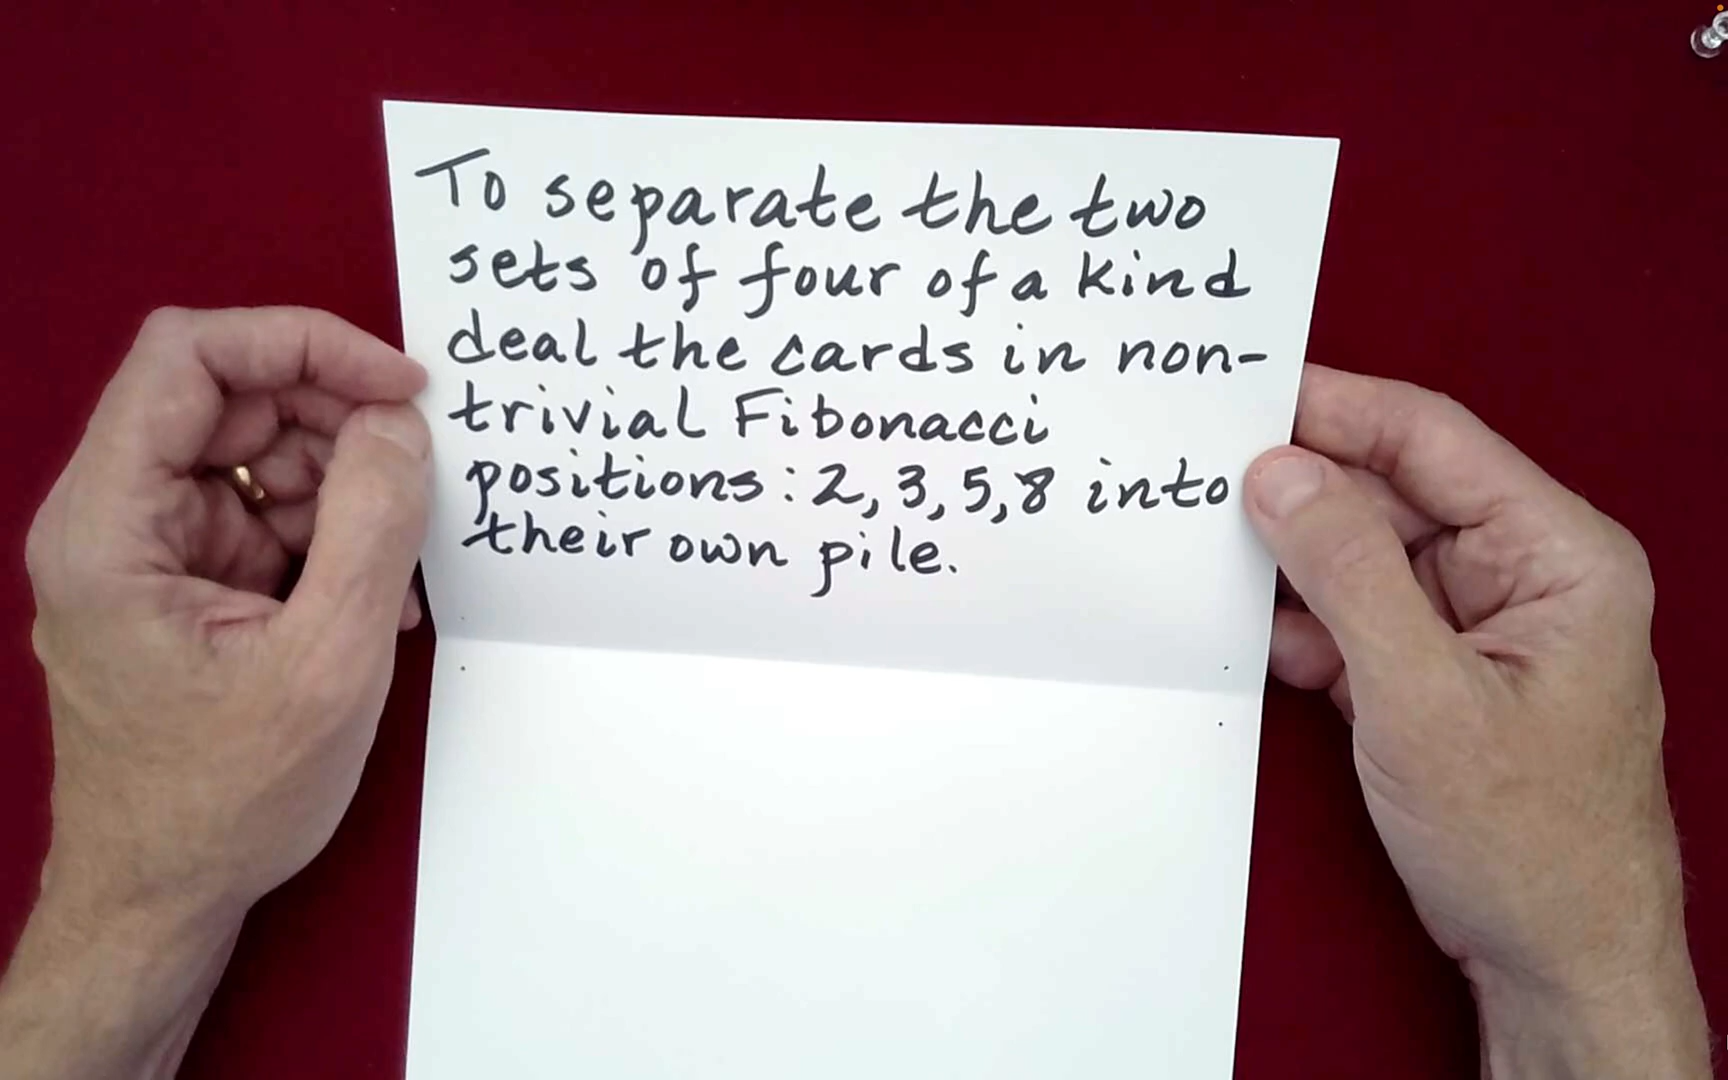 To separate the two
sets of four of a kind
deal the cards in non-
trivial Fibonacci
positions: 2, 3, 5, 8 into
their own pile.